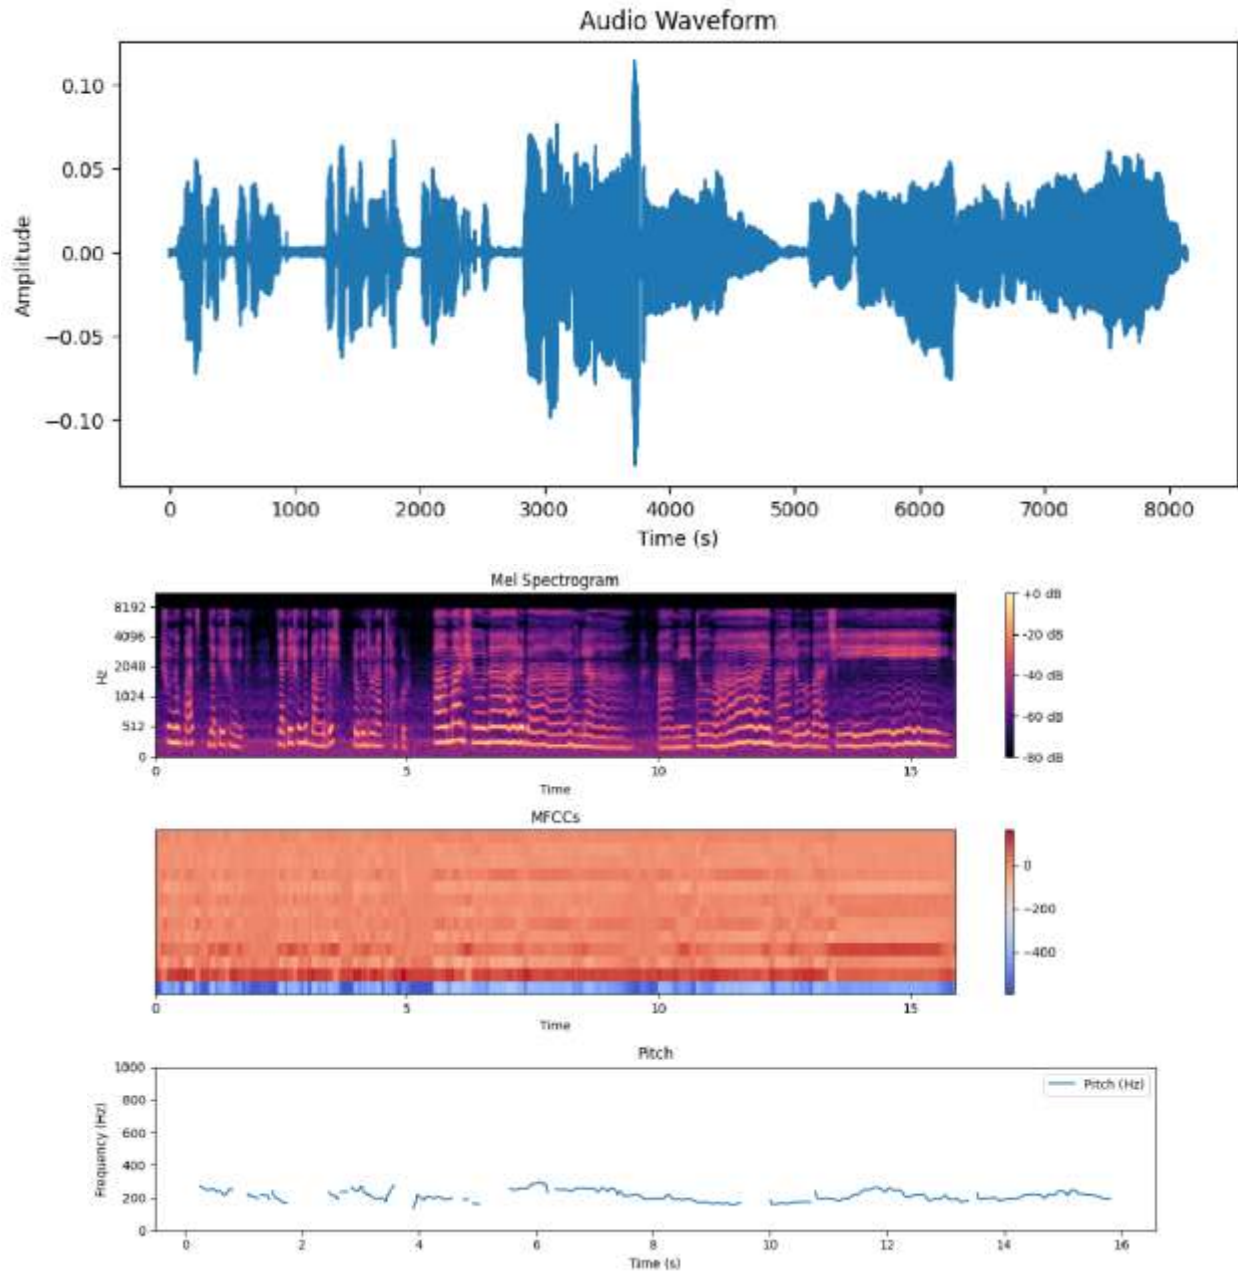 Audio Waveform
0.10
0.05
0.00
−0.05
−0.10
Amplitude
0 1000 2000 3000 4000 5000 6000 7000 8000
Time (s)
Mel Spectrogram
8192
4096
2048
1024
512
0
Hz
0 5 10 15
Time
+0 dB
-20 dB
-40 dB
-60 dB
-80 dB
MFCCs
0 5 10 15
Time
0
−200
−400
Pitch
1000
800
600
400
200
0
Frequency (Hz)
Pitch (Hz)
0 2 4 6 8 10 12 14 16
Time (s)